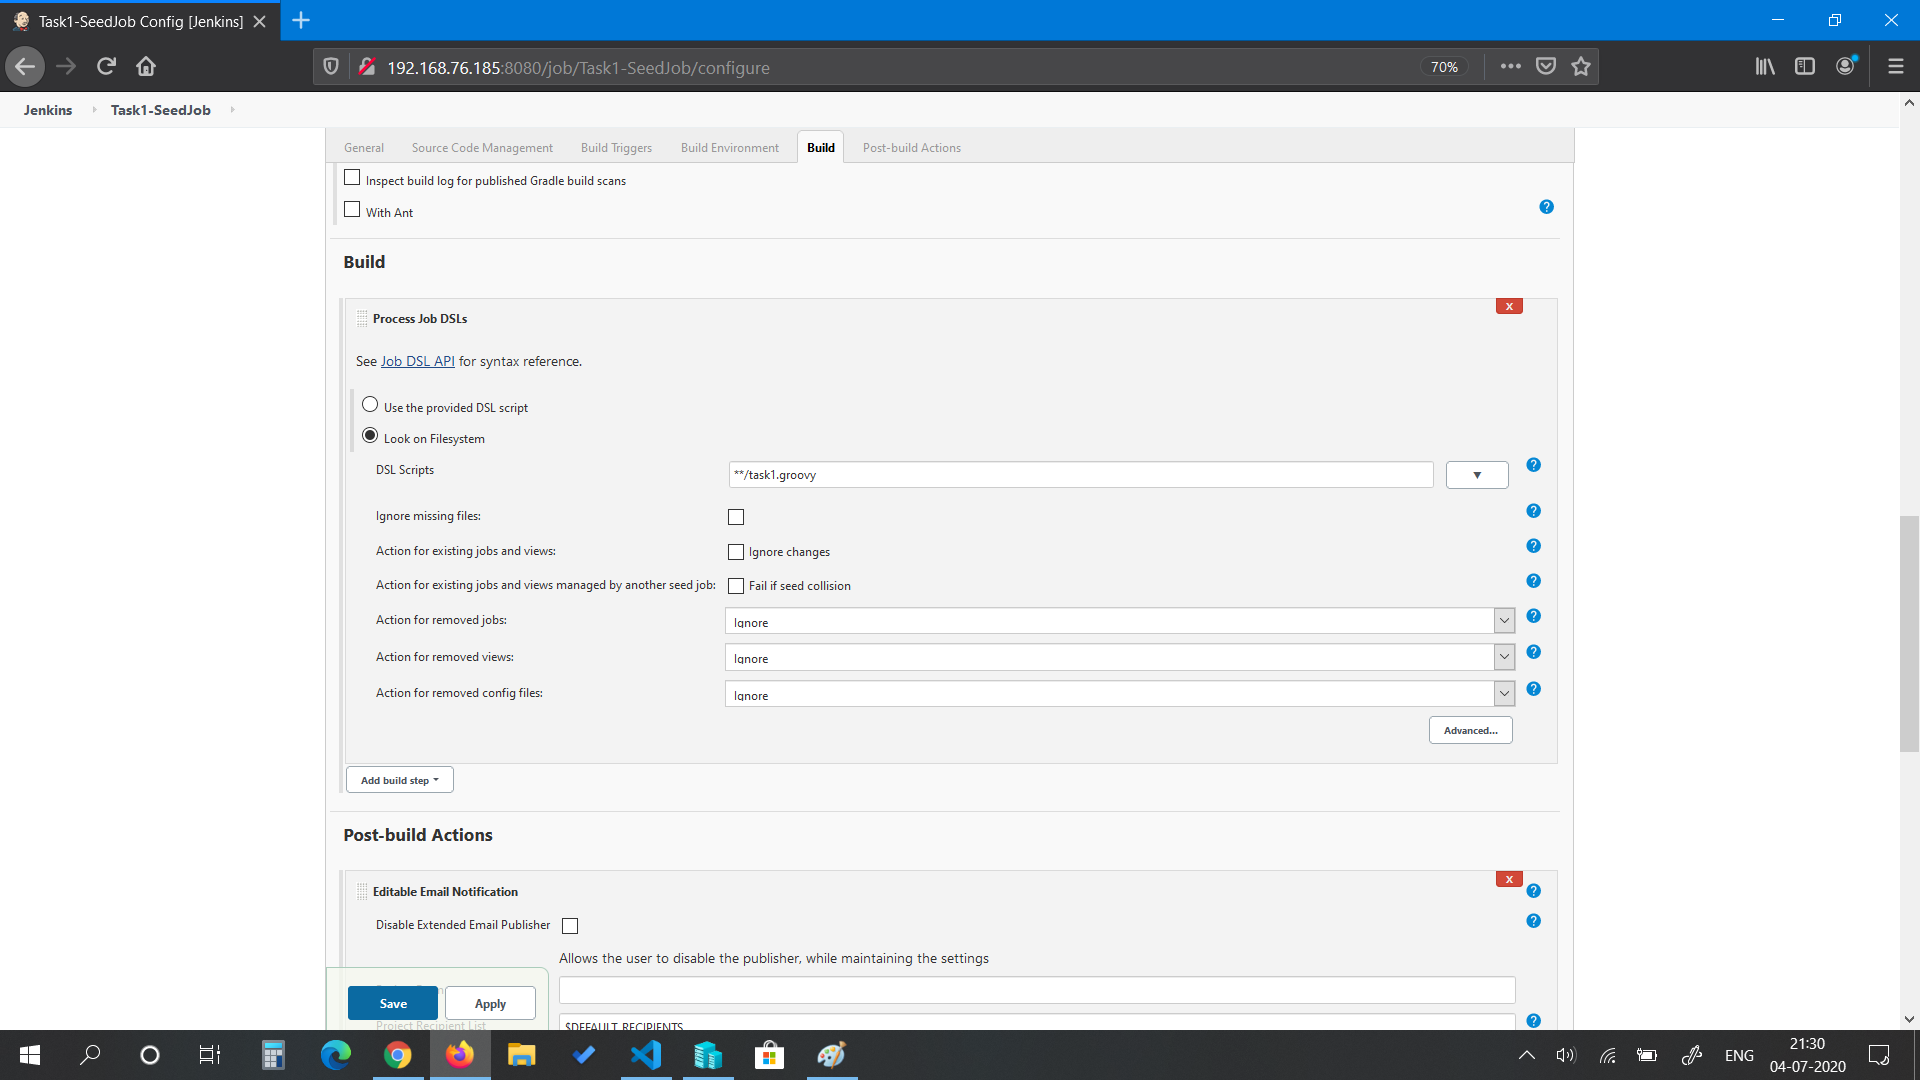 Task1-SeedJob Config [Jenkins]
192.168.76.185:8080/job/Task1-SeedJob/configure
70%
Jenkins
Task1-SeedJob
General
Source Code Management
Build Triggers
Build Environment
Build
Post-build Actions
Inspect build log for published Gradle build scans
With Ant
Build
x
Process Job DSLs
See Job DSL API for syntax reference.
Use the provided DSL script
Look on Filesystem
DSL Scripts
**/task1.groovy
Ignore missing files:
Action for existing jobs and views:
Ignore changes
Action for existing jobs and views managed by another seed job:
Fail if seed collision
Action for removed jobs:
Ignore
Action for removed views:
Ignore
Action for removed config files:
Ignore
Advanced...
Add build step
Post-build Actions
x
Editable Email Notification
Disable Extended Email Publisher
Allows the user to disable the publisher, while maintaining the settings
Save
Apply
Project Recipient List
$DEFAULT_RECIPIENTS
ENG
21:30
04-07-2020